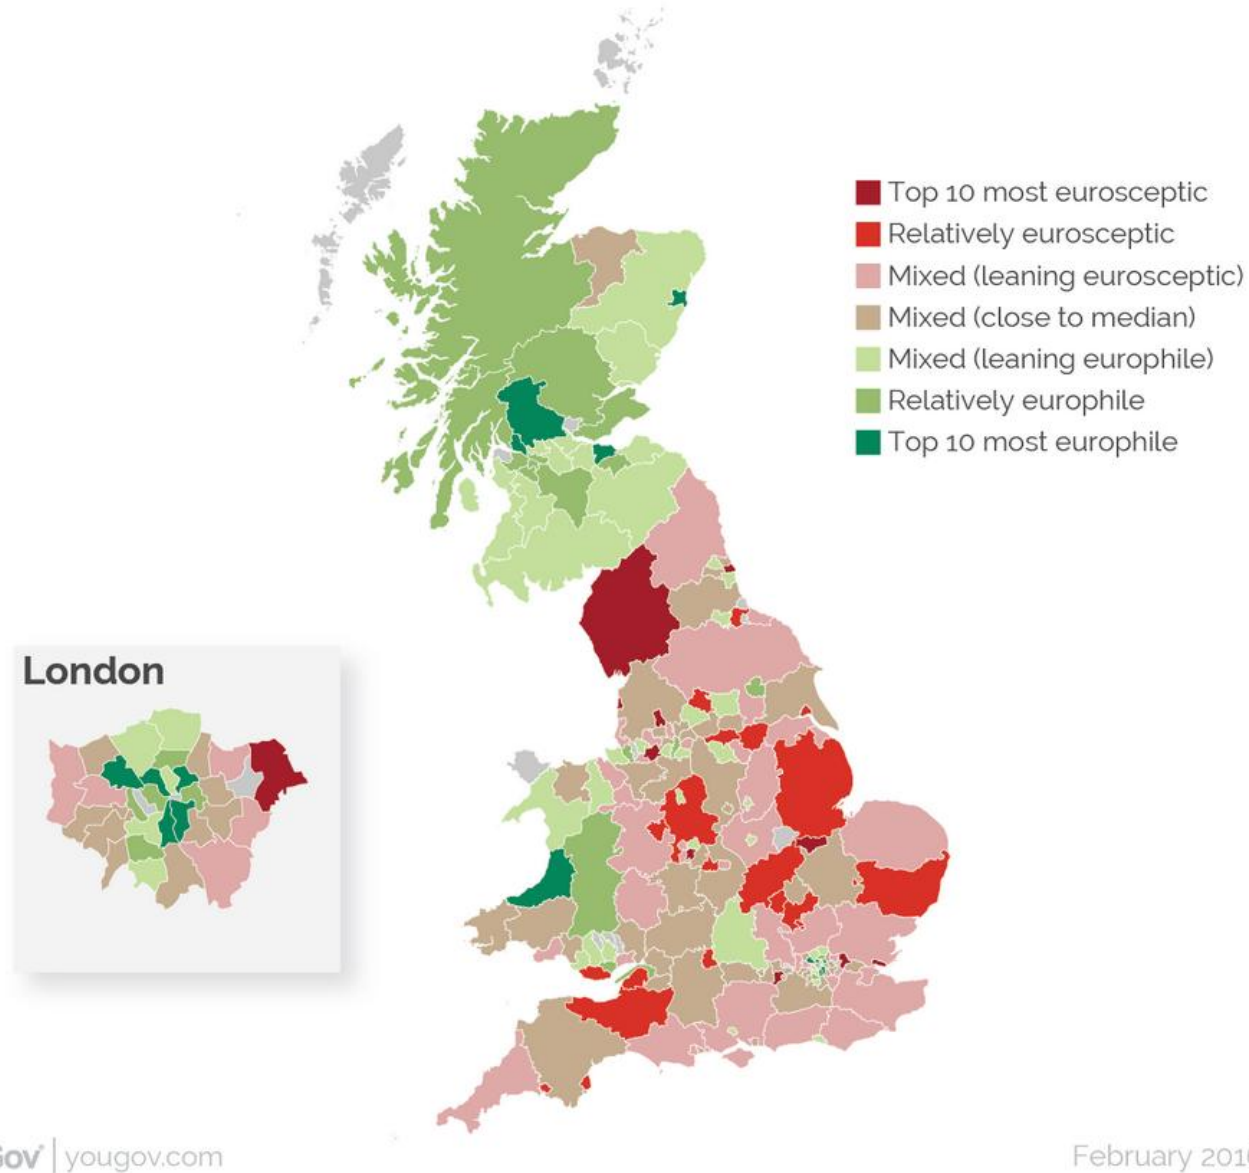 Top 10 most eurosceptic
Relatively eurosceptic
Mixed (leaning eurosceptic)
Mixed (close to median)
Mixed (leaning europhile)
Relatively europhile
Top 10 most europhile
London
yougov.com
February